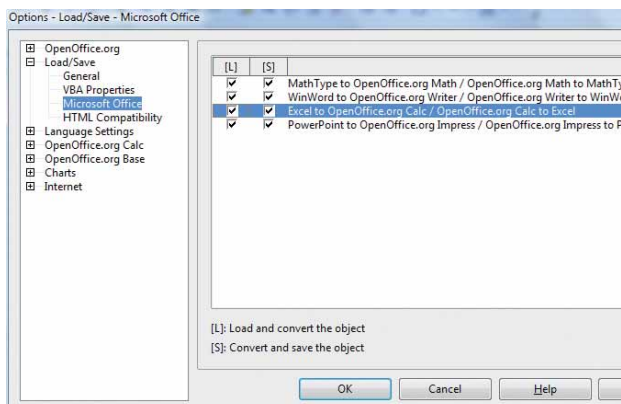 Options - Load/Save - Microsoft Office
OpenOffice.org
Load/Save
General
VBA Properties
Microsoft Office
HTML Compatibility
Language Settings
OpenOffice.org Calc
OpenOffice.org Base
Charts
Internet
[L] [S]
MathType to OpenOffice.org Math / OpenOffice.org Math to MathTy
WinWord to OpenOffice.org Writer / OpenOffice.org Writer to WinWo
Excel to OpenOffice.org Calc / OpenOffice.org Calc to Excel
PowerPoint to OpenOffice.org Impress / OpenOffice.org Impress to P
[L]: Load and convert the object
[S]: Convert and save the object
OK Cancel Help